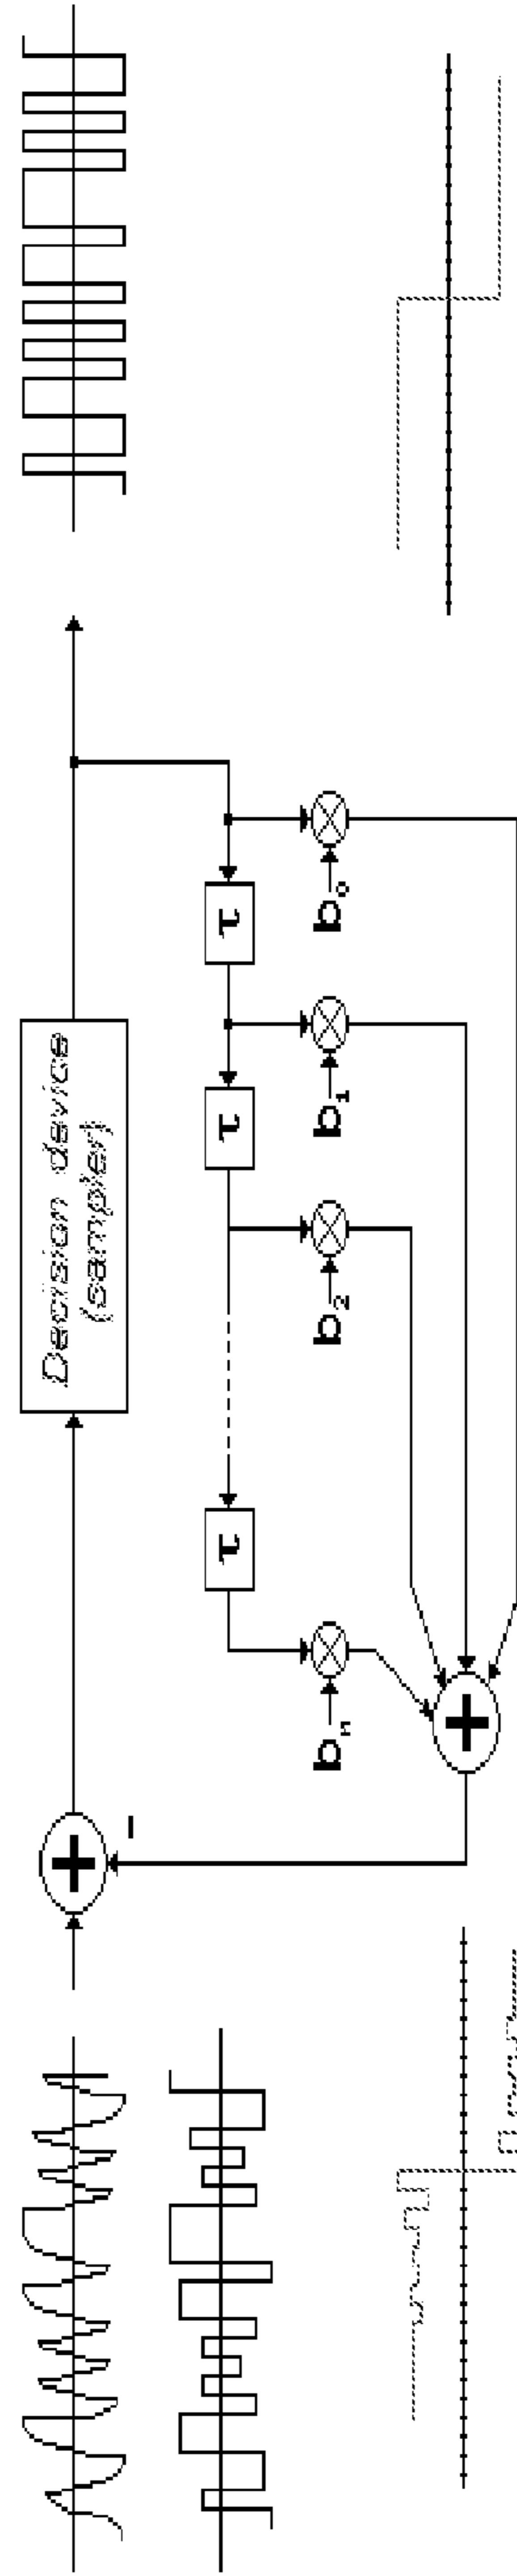 +
Decision device
(sampler)
−
τ τ τ
bₙ b₂ b₁ b₀
+